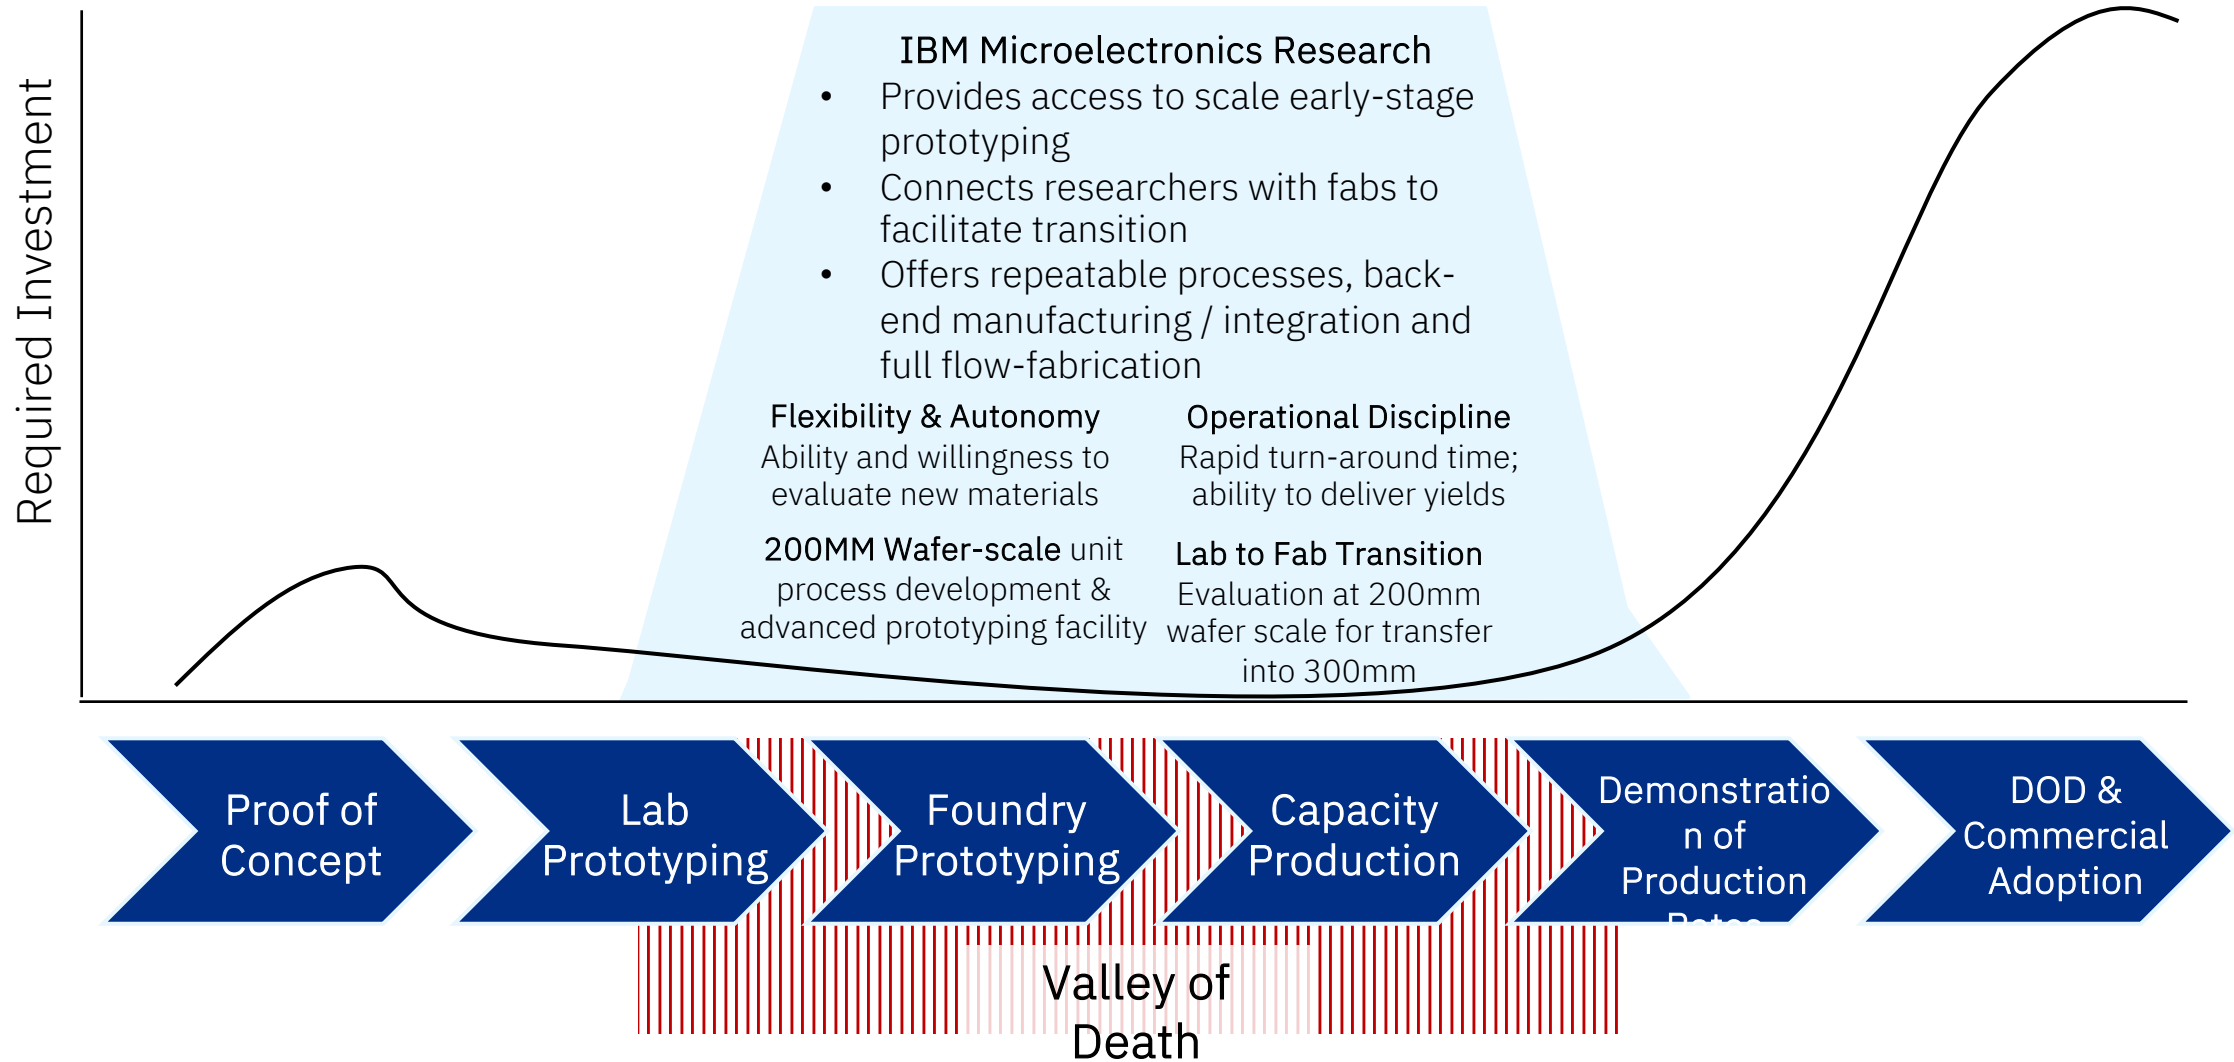 Required Investment
IBM Microelectronics Research
• Provides access to scale early-stage
prototyping
• Connects researchers with fabs to
facilitate transition
• Offers repeatable processes, back-
end manufacturing / integration and
full flow-fabrication
Flexibility & Autonomy
Ability and willingness to
evaluate new materials
Operational Discipline
Rapid turn-around time;
ability to deliver yields
200MM Wafer-scale unit
process development &
advanced prototyping facility
Lab to Fab Transition
Evaluation at 200mm
wafer scale for transfer
into 300mm
Proof of
Concept
Lab
Prototyping
Foundry
Prototyping
Capacity
Production
Demonstratio
n of
Production
Rates
DOD &
Commercial
Adoption
Valley of
Death